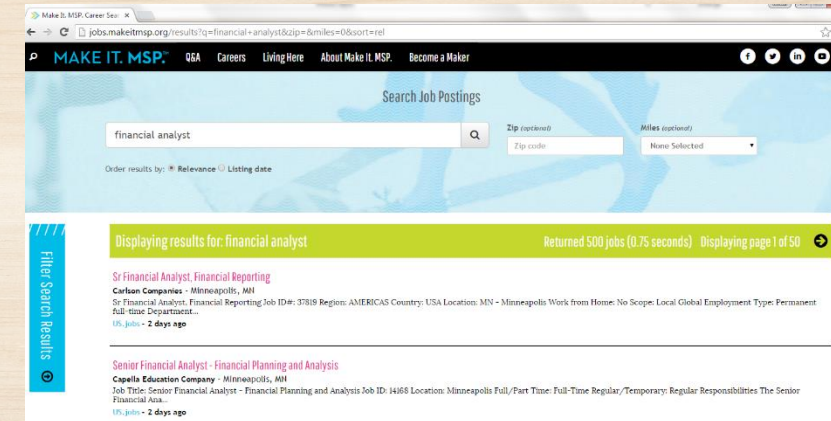 Make It. MSP. Career Sear
jobs.makeitmsp.org/results?q=financial+analyst&zip=&miles=0&sort=rel
MAKE IT. MSP.™ Q&A Careers Living Here About Make It. MSP. Become a Maker
Search Job Postings
Zip (optional) Miles (optional)
financial analyst Zip code None Selected
Order results by: Relevance Listing date
Filter Search Results
Displaying results for: financial analyst Returned 500 jobs (0.75 seconds) Displaying page 1 of 50
Sr Financial Analyst, Financial Reporting
Carlson Companies - Minneapolis, MN
Sr Financial Analyst, Financial Reporting Job ID#: 37819 Region: AMERICAS Country: USA Location: MN - Minneapolis Work from Home: No Scope: Local Global Employment Type: Permanent
full-time Department...
US.jobs - 2 days ago
Senior Financial Analyst - Financial Planning and Analysis
Capella Education Company - Minneapolis, MN
Job Title: Senior Financial Analyst - Financial Planning and Analysis Job ID: 14168 Location: Minneapolis Full/Part Time: Full-Time Regular/Temporary: Regular Responsibilities The Senior
Financial Ana...
US.jobs - 2 days ago